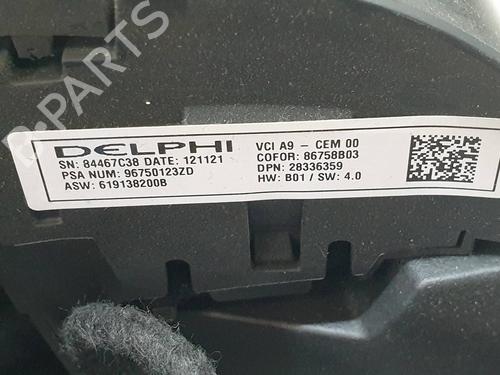 B-PARTS
DELPHI
SN: 84467C38 DATE: 121121
PSA NUM: 96750123ZD
ASW: 619138200B
VCI A9 - CEM 00
COFOR: 86758B03
DPN: 28336359
HW: B01 / SW: 4.0